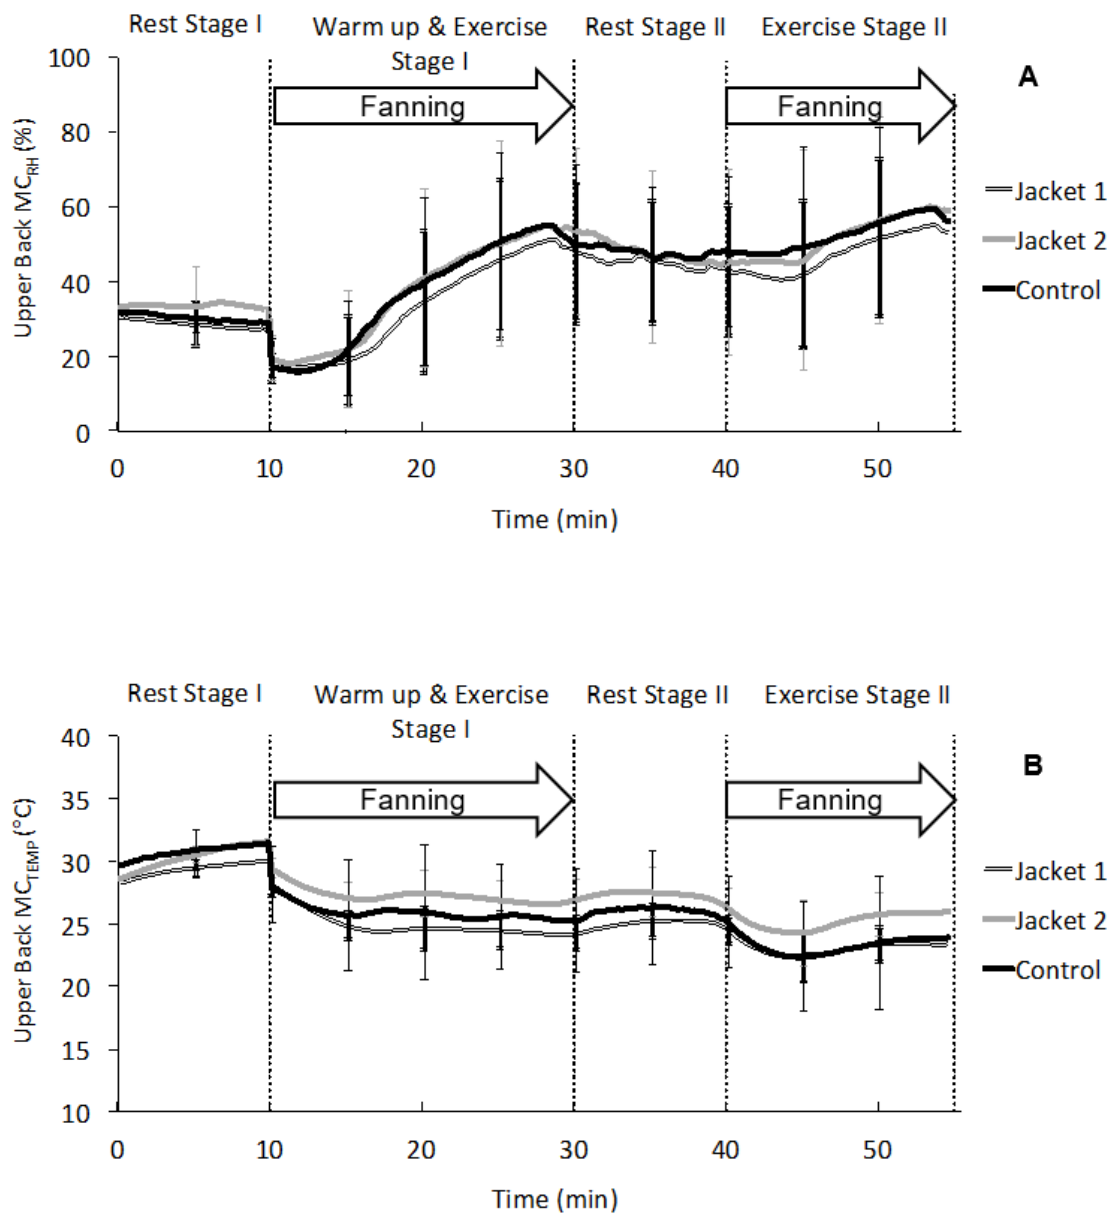 Rest Stage I
Warm up & Exercise
Stage I
Rest Stage II
Exercise Stage II
A
Fanning
Fanning
Upper Back MC_RH (%)
100
80
60
40
20
0
0 10 20 30 40 50
Time (min)
Jacket 1
Jacket 2
Control
Rest Stage I
Warm up & Exercise
Stage I
Rest Stage II
Exercise Stage II
B
Fanning
Fanning
Upper Back MC_TEMP (°C)
40
35
30
25
20
15
10
0 10 20 30 40 50
Time (min)
Jacket 1
Jacket 2
Control